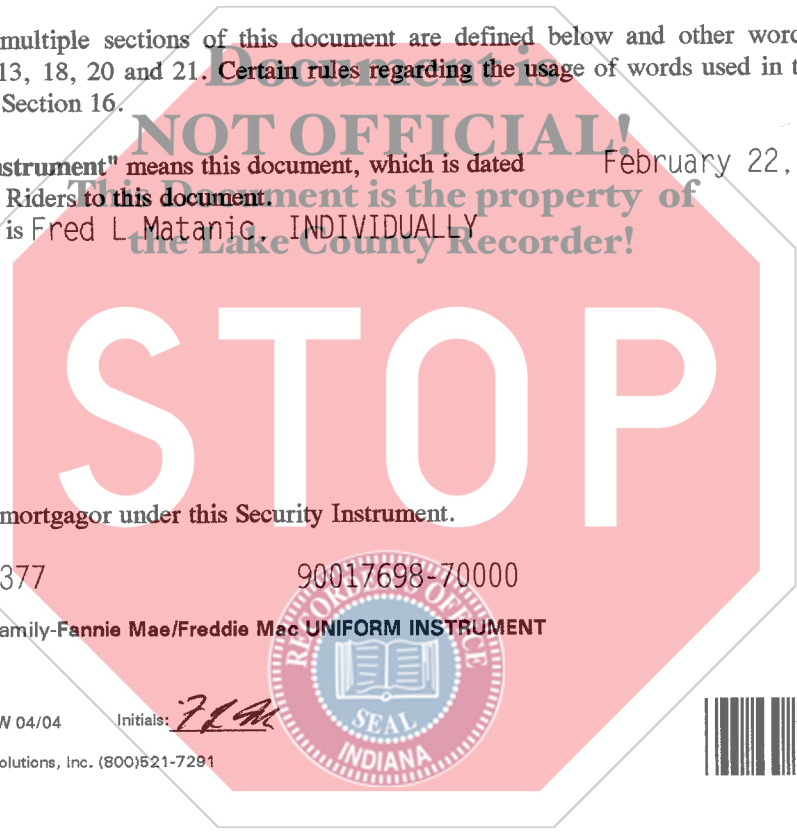 multiple sections of this document are defined below and other word
Document is
13, 18, 20 and 21. Certain rules regarding the usage of words used in t
Section 16.
NOT OFFICIAL!
strument" means this document, which is dated February 22,
This Document is the property of
Riders to this document.
is Fred L Matanic, INDIVIDUALLY
the Lake County Recorder!
STOP
mortgagor under this Security Instrument.
377 90017698-70000
amily-Fannie Mae/Freddie Mac UNIFORM INSTRUMENT
RECORDER'S OFFICE
W 04/04 Initials: FLM
SEAL
INDIANA
olutions, Inc. (800)521-7291